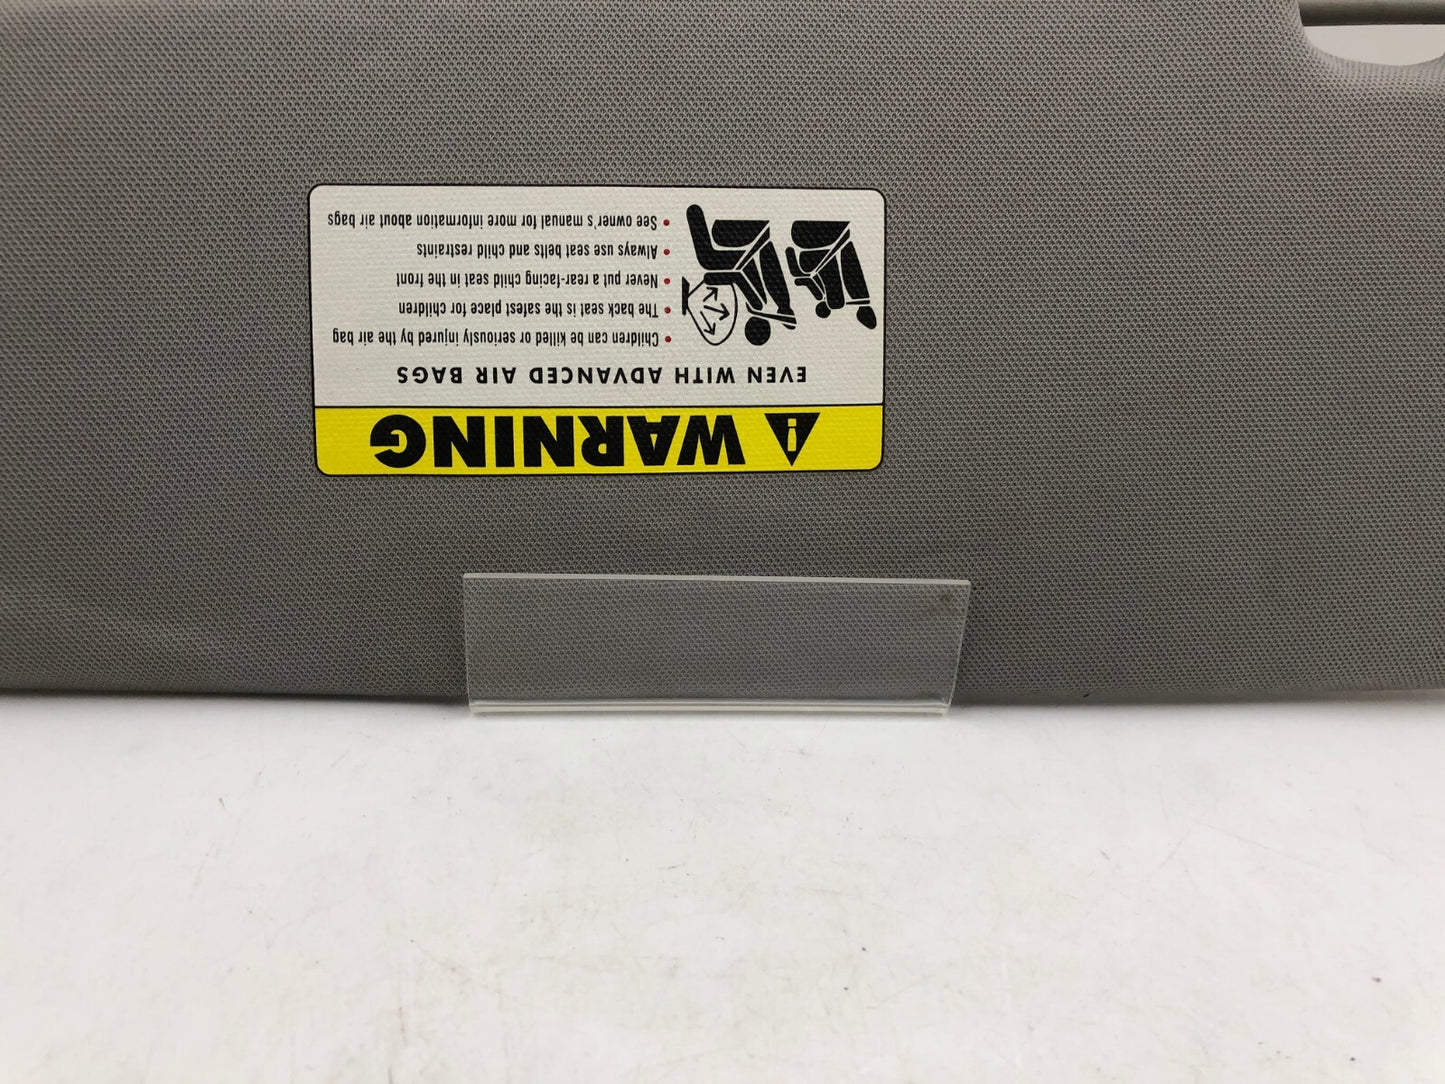 WARNING
EVEN WITH ADVANCED AIR BAGS
• Children can be killed or seriously injured by the air bag
• The back seat is the safest place for children
• Never put a rear-facing child seat in the front
• Always use seat belts and child restraints
• See owner's manual for more information about air bags